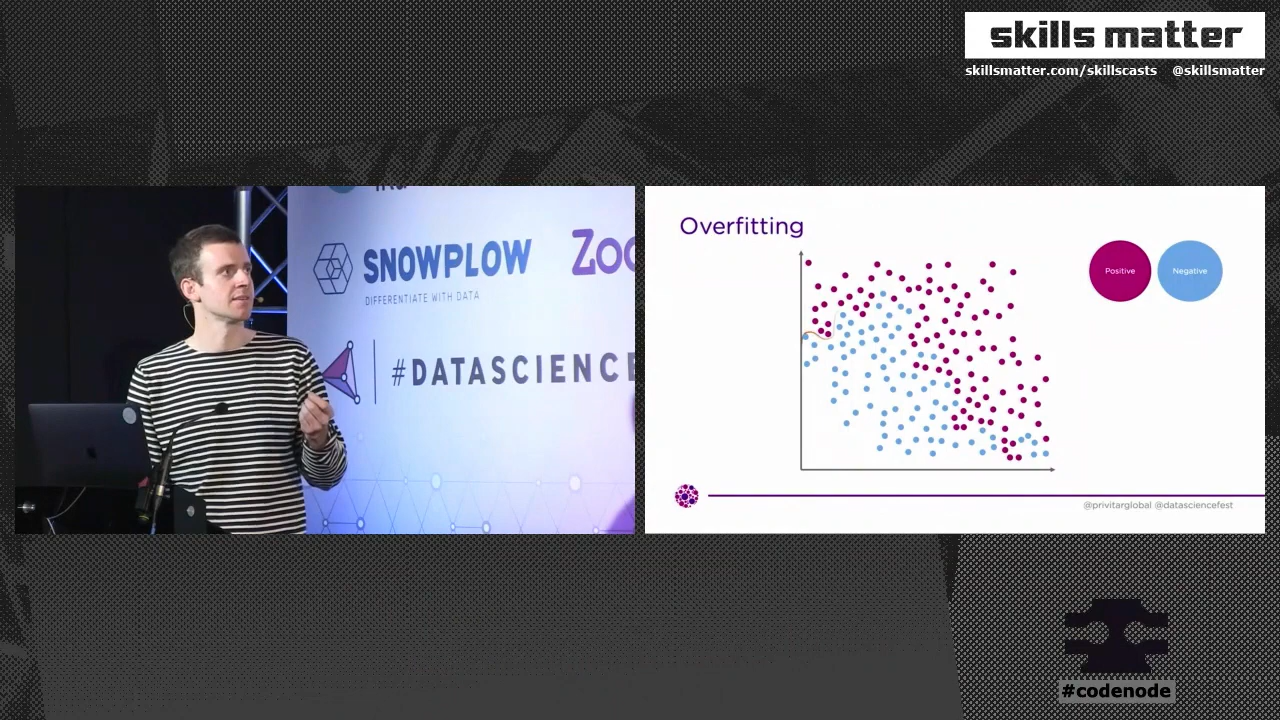 skills matter
skillsmatter.com/skillscasts @skillsmatter
SNOWPLOW
DIFFERENTIATE WITH DATA
#DATASCIENCE
Overfitting
Positive
Negative
@privitarglobal @datasciencefest
#codenode